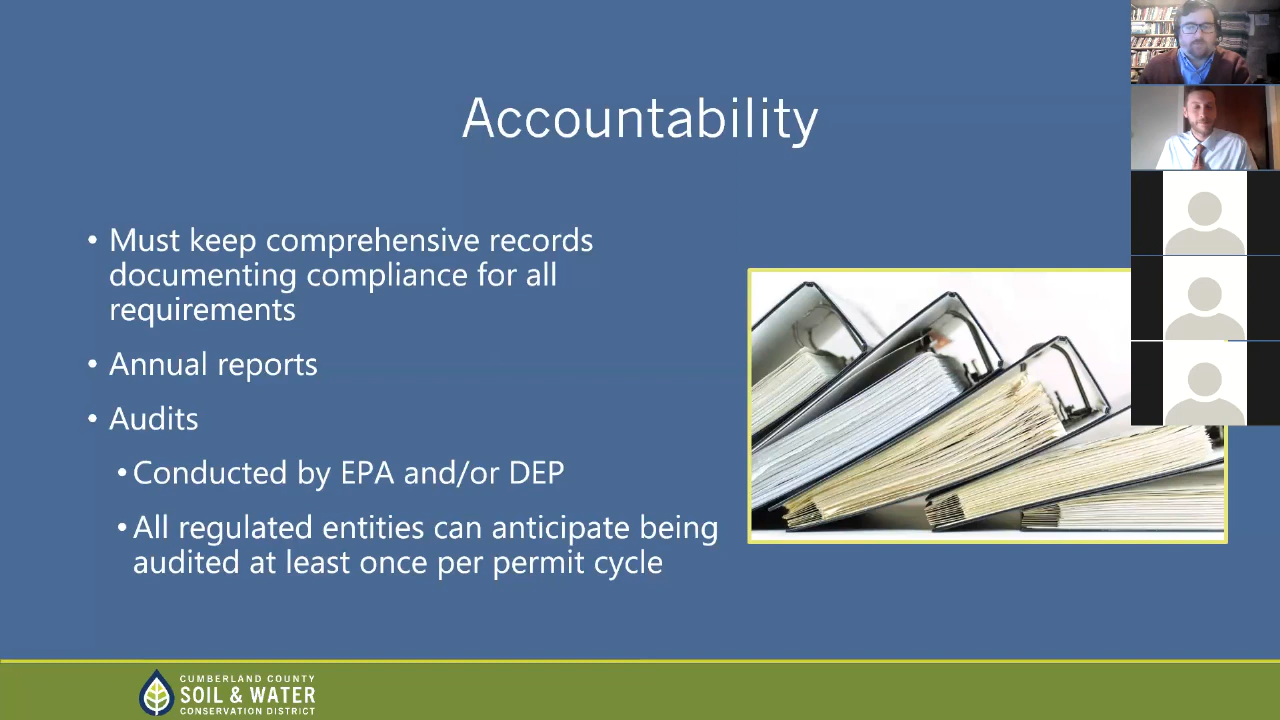 Accountability
• Must keep comprehensive records
documenting compliance for all
requirements
• Annual reports
• Audits
• Conducted by EPA and/or DEP
• All regulated entities can anticipate being
audited at least once per permit cycle
CUMBERLAND COUNTY
SOIL & WATER
CONSERVATION DISTRICT